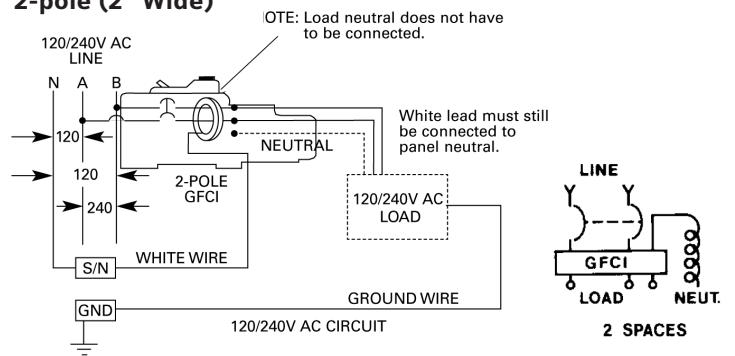 2-pole (2" Wide)
OTE: Load neutral does not have
to be connected.
120/240V AC
LINE
N A B
White lead must still
be connected to
panel neutral.
120
NEUTRAL
120
2-POLE
GFCI
240
120/240V AC
LOAD
WHITE WIRE
S/N
GND
GROUND WIRE
120/240V AC CIRCUIT
LINE
GFCI
LOAD
NEUT.
2 SPACES